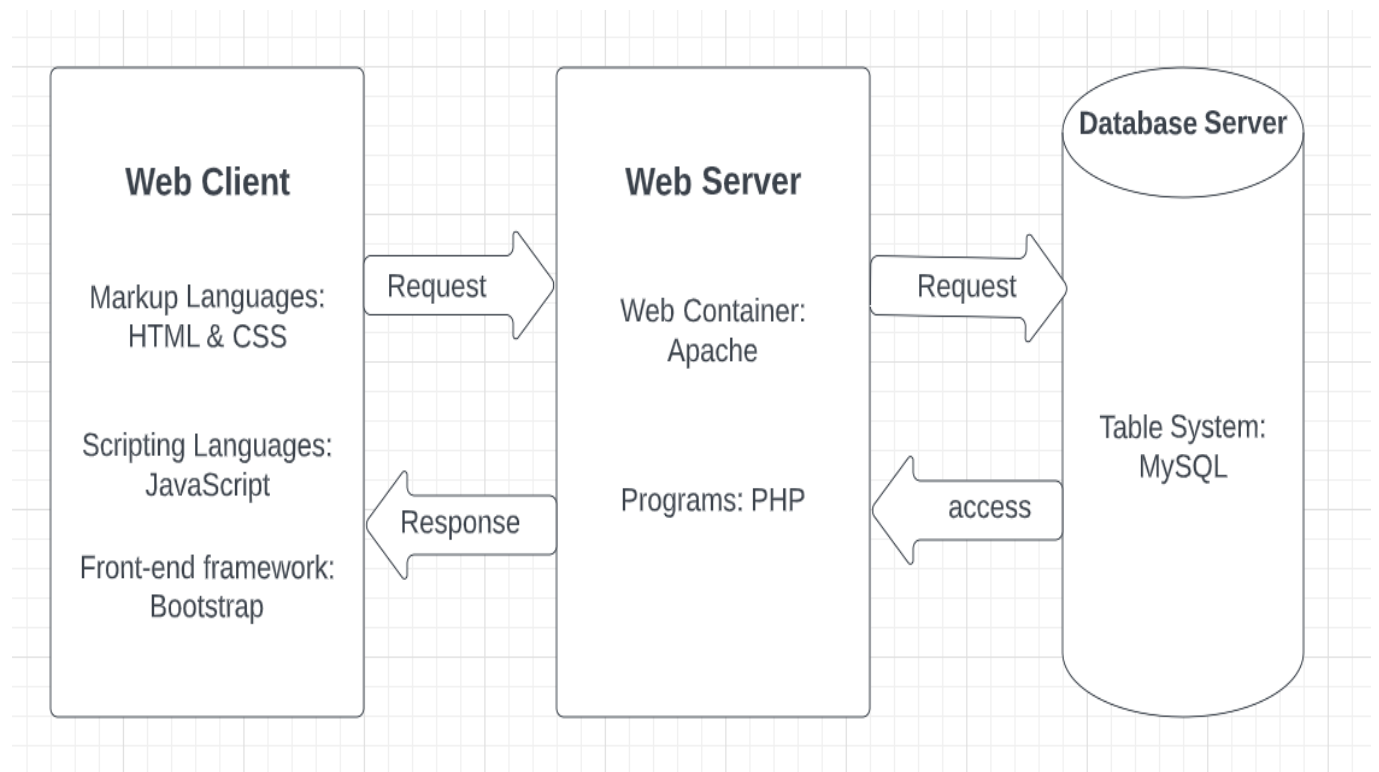 Web Client
Markup Languages:
HTML & CSS
Scripting Languages:
JavaScript
Front-end framework:
Bootstrap
Request
Response
Web Server
Web Container:
Apache
Programs: PHP
Request
access
Database Server
Table System:
MySQL